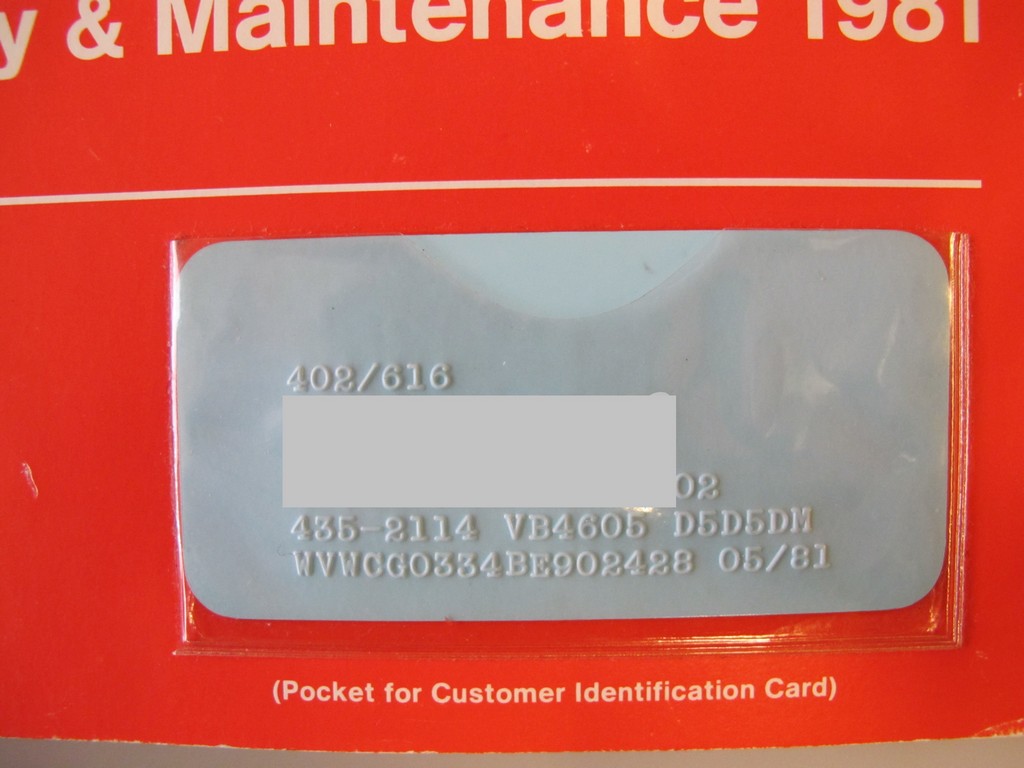 y & Maintenance 1981
402/616
02
435-2114 VB4605 D5D5DM
WVWCG0334BE902428 05/81
(Pocket for Customer Identification Card)